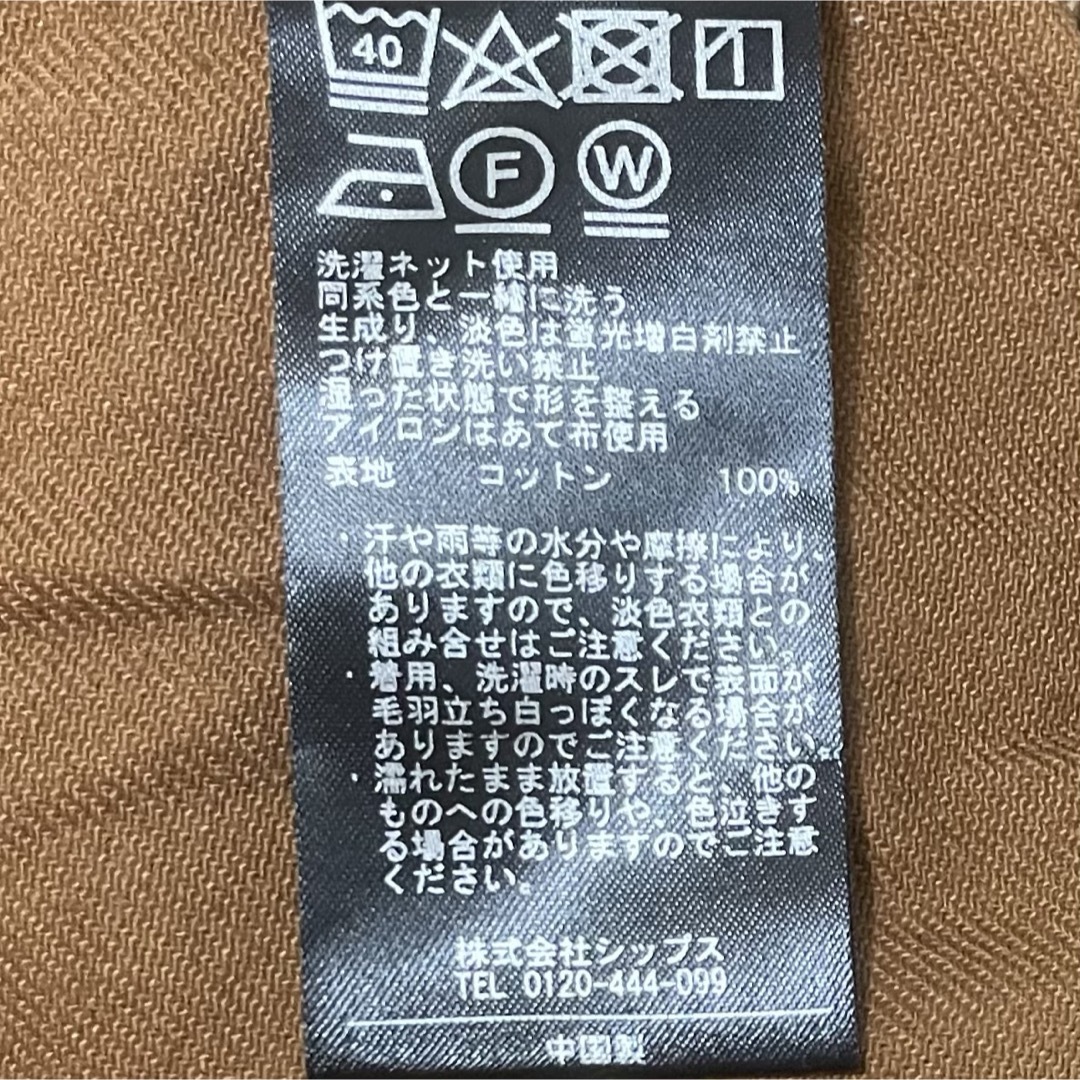 40
F W
洗濯ネット使用
同系色と一緒に洗う
生成り 淡色は蛍光増白剤禁止
つけ置き洗い禁止
湿った状態で形を整える
アイロンはあて布使用
表地 コットン 100%
・汗や雨等の水分や摩擦により、
他の衣類に色移りする場合が
ありますので、淡色衣類との
組み合せはご注意ください。
・着用、洗濯時のスレで表面が
毛羽立ち白っぽくなる場合が
ありますのでご注意ください
・濡れたまま放置すると、他の
ものへの色移りや、色泣きす
る場合がありますのでご注意
ください。
株式会社シップス
TEL 0120-444-099
中国製